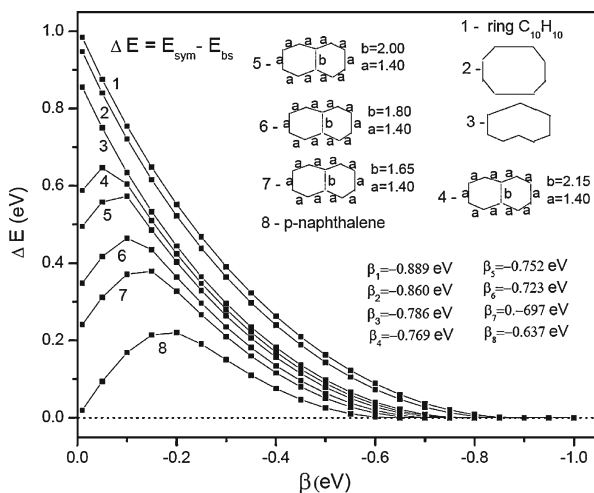 ΔE = E_sym - E_bs
1 - ring C₁₀H₁₀
2 -
3 -
4 -
a a a a a a a a a a b
b=2.15
a=1.40
5 -
a a a a a a a a a a b
b=2.00
a=1.40
6 -
a a a a a a a a a a b
b=1.80
a=1.40
7 -
a a a a a a a a a a b
b=1.65
a=1.40
8 - p-naphthalene
β₁=-0.889 eV
β₂=-0.860 eV
β₃=-0.786 eV
β₄=-0.769 eV
β₅=-0.752 eV
β₆=-0.723 eV
β₇=0.-697 eV
β₈=-0.637 eV
1
2
3
4
5
6
7
8
ΔE (eV)
1.0
0.8
0.6
0.4
0.2
0.0
0.0 -0.2 -0.4 -0.6 -0.8 -1.0
β(eV)